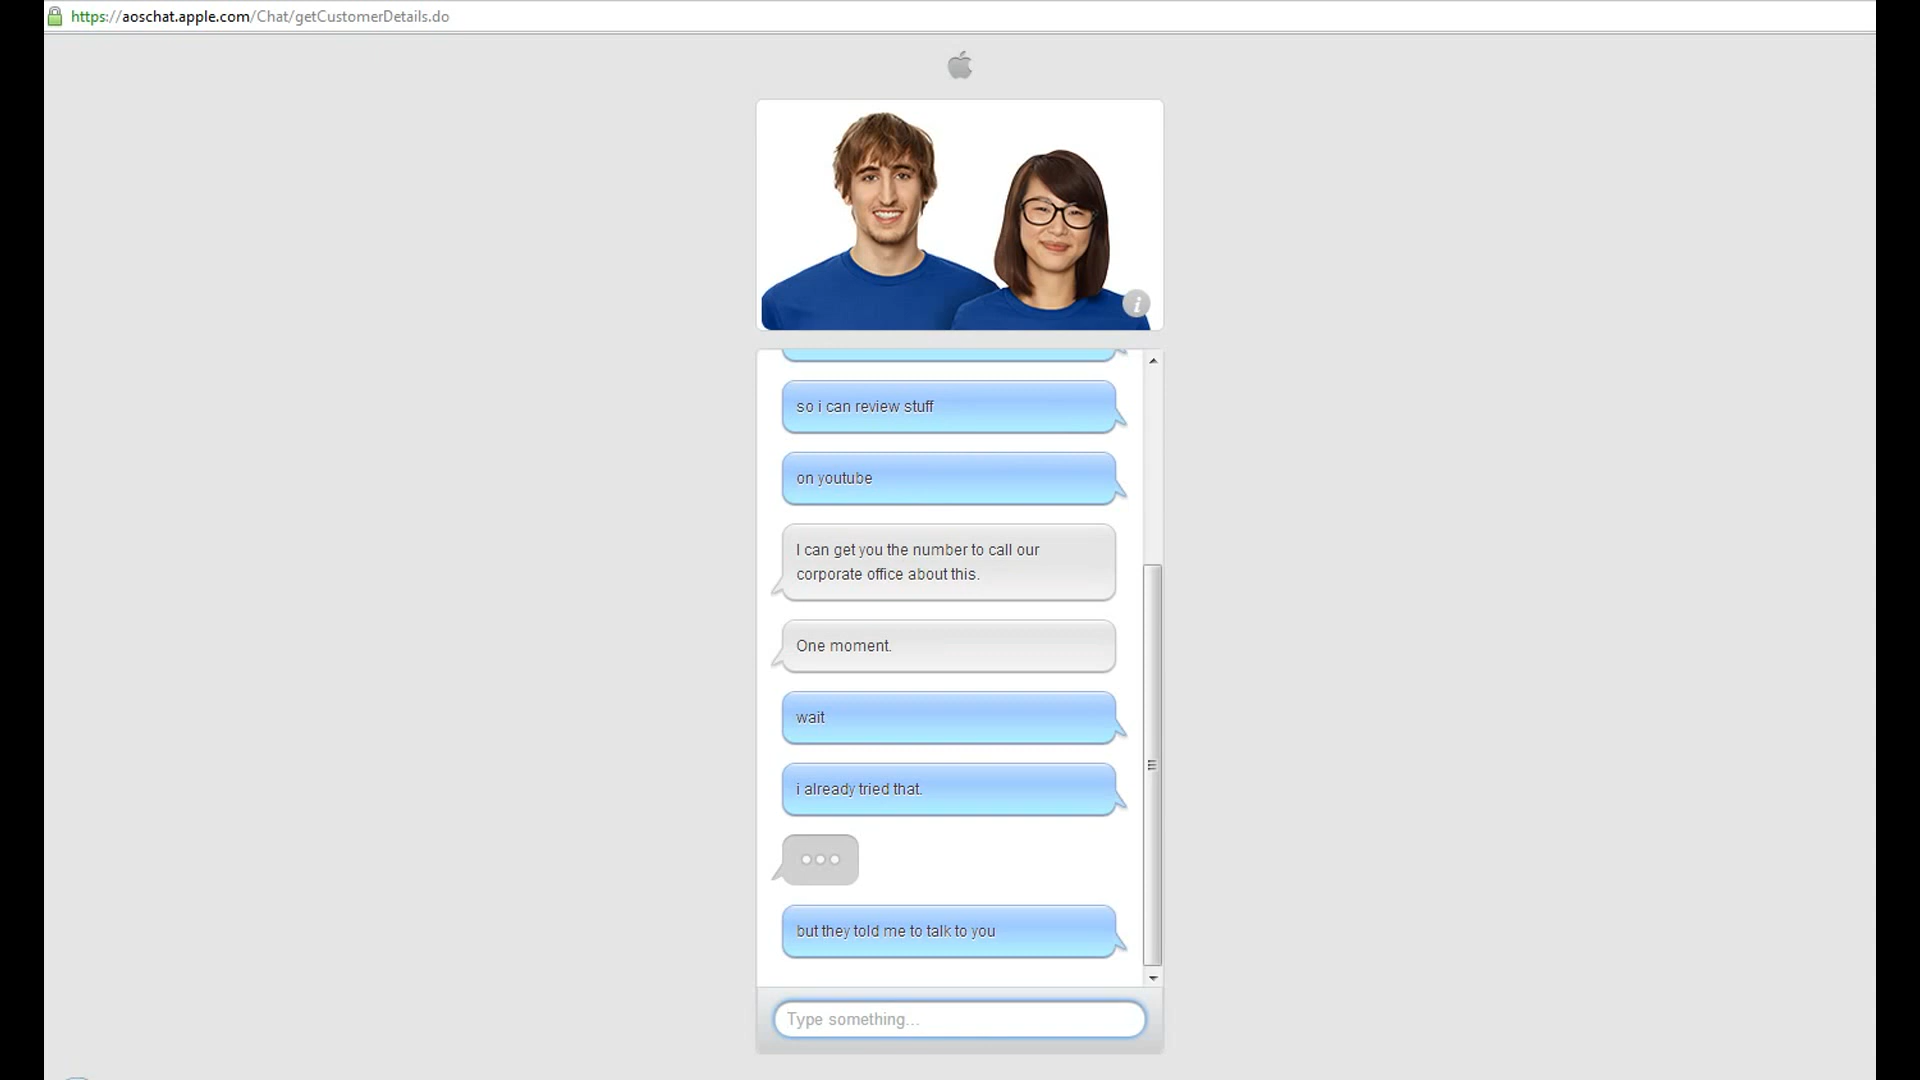 https://aoschat.apple.com/Chat/getCustomerDetails.do
i
so i can review stuff
on youtube
I can get you the number to call our
corporate office about this.
One moment.
wait
i already tried that.
but they told me to talk to you
Type something...